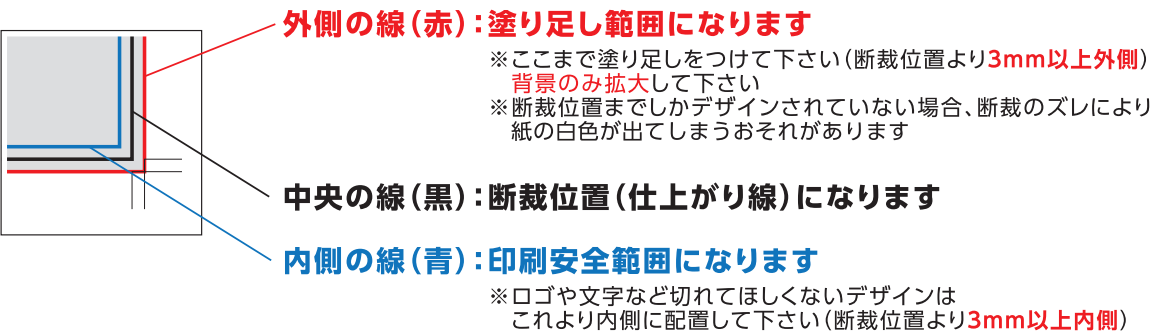 外側の線（赤）：塗り足し範囲になります
※ここまで塗り足しをつけて下さい（断裁位置より3mm以上外側）
背景のみ拡大して下さい
※断裁位置までしかデザインされていない場合、断裁のズレにより
紙の白色が出てしまうおそれがあります
中央の線（黒）：断裁位置（仕上がり線）になります
内側の線（青）：印刷安全範囲になります
※ロゴや文字など切れてほしくないデザインは
これより内側に配置して下さい（断裁位置より3mm以上内側）